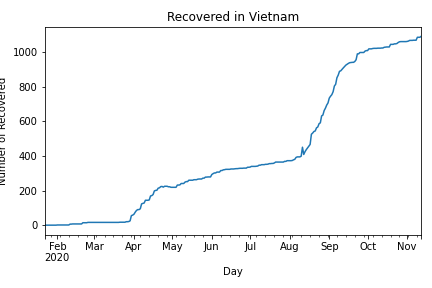 Recovered in Vietnam
Number of Recovered
1000
800
600
400
200
0
Feb Mar Apr May Jun Jul Aug Sep Oct Nov
2020
Day